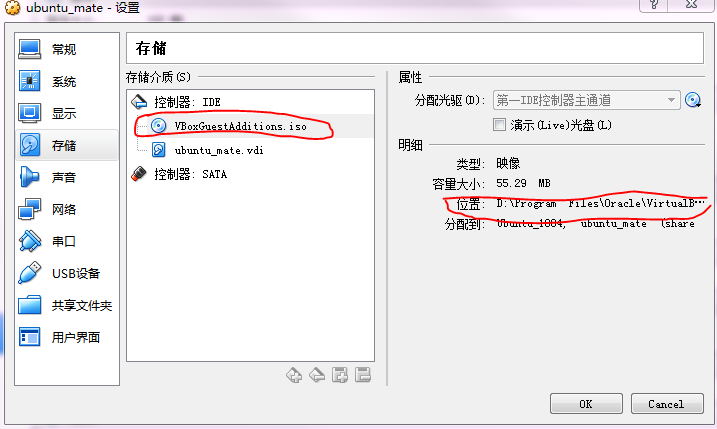 ubuntu_mate - 设置
常规
系统
显示
存储
声音
网络
串口
USB设备
共享文件夹
用户界面
存储
存储介质(S)
控制器: IDE
VBoxGuestAdditions.iso
ubuntu_mate.vdi
控制器: SATA
属性
分配光驱(D): 第一IDE控制器主通道
演示(Live)光盘(L)
明细
类型: 映像
容量大小: 55.29 MB
位置: D:\Program Files\Oracle\VirtualB…
分配到: Ubuntu_1604, ubuntu_mate (share
OK
Cancel